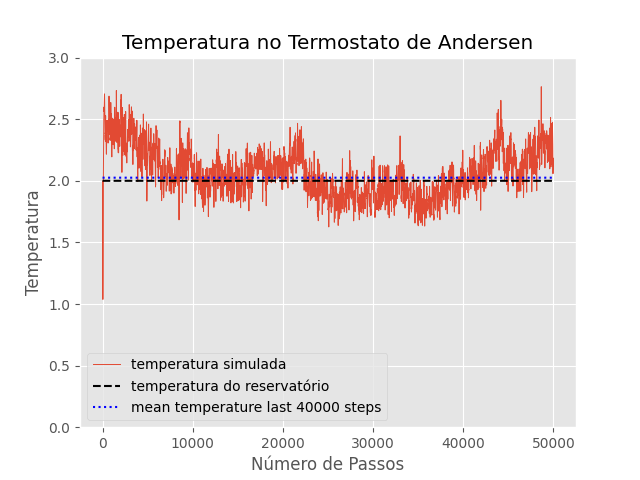 Temperatura no Termostato de Andersen
3.0
2.5
2.0
1.5
1.0
0.5
0.0
Temperatura
temperatura simulada
temperatura do reservatório
mean temperature last 40000 steps
0 10000 20000 30000 40000 50000
Número de Passos